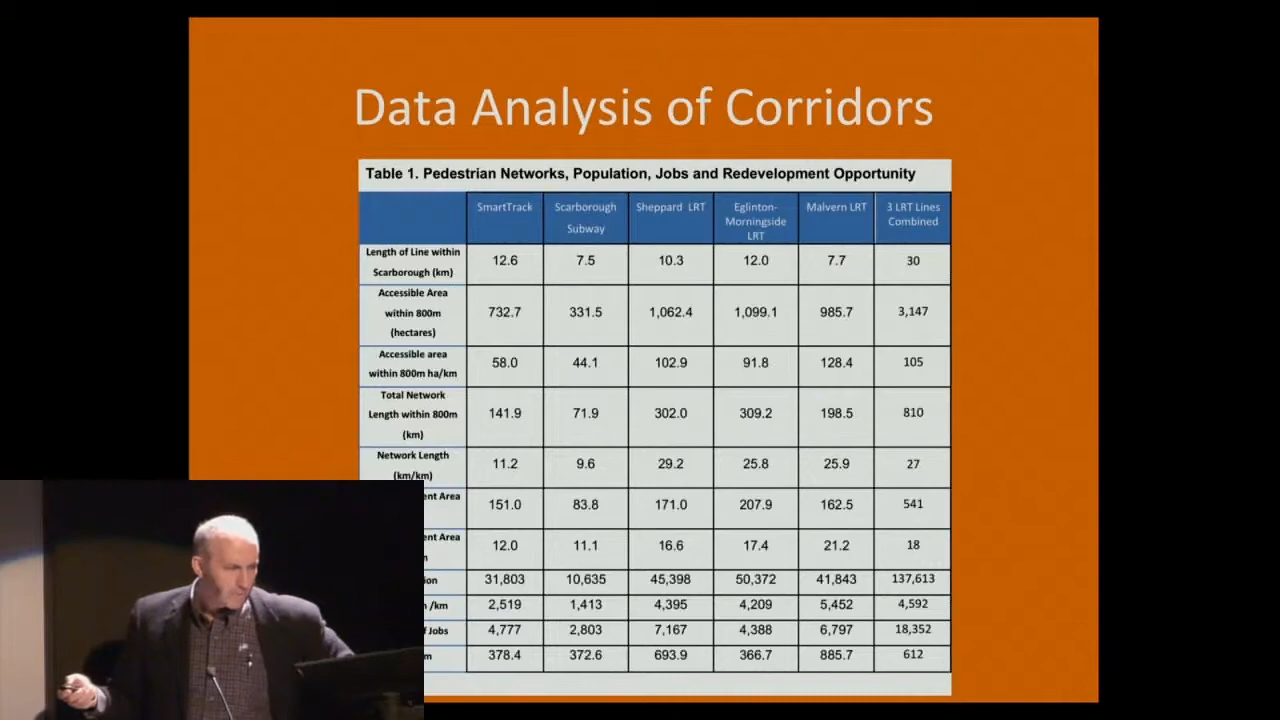 Data Analysis of Corridors
Table 1. Pedestrian Networks, Population, Jobs and Redevelopment Opportunity
SmartTrack Scarborough Subway Sheppard LRT Eglinton-Morningside LRT Malvern LRT 3 LRT Lines Combined
Length of Line within Scarborough (km) 12.6 7.5 10.3 12.0 7.7 30
Accessible Area within 800m (hectares) 732.7 331.5 1,062.4 1,099.1 985.7 3,147
Accessible area within 800m ha/km 58.0 44.1 102.9 91.8 128.4 105
Total Network Length within 800m (km) 141.9 71.9 302.0 309.2 198.5 810
Network Length (km/km) 11.2 9.6 29.2 25.8 25.9 27
ent Area 151.0 83.8 171.0 207.9 162.5 541
ent Area 12.0 11.1 16.6 17.4 21.2 18
ion 31,803 10,635 45,398 50,372 41,843 137,613
/km 2,519 1,413 4,395 4,209 5,452 4,592
Jobs 4,777 2,803 7,167 4,388 6,797 18,352
m 378.4 372.6 693.9 366.7 885.7 612